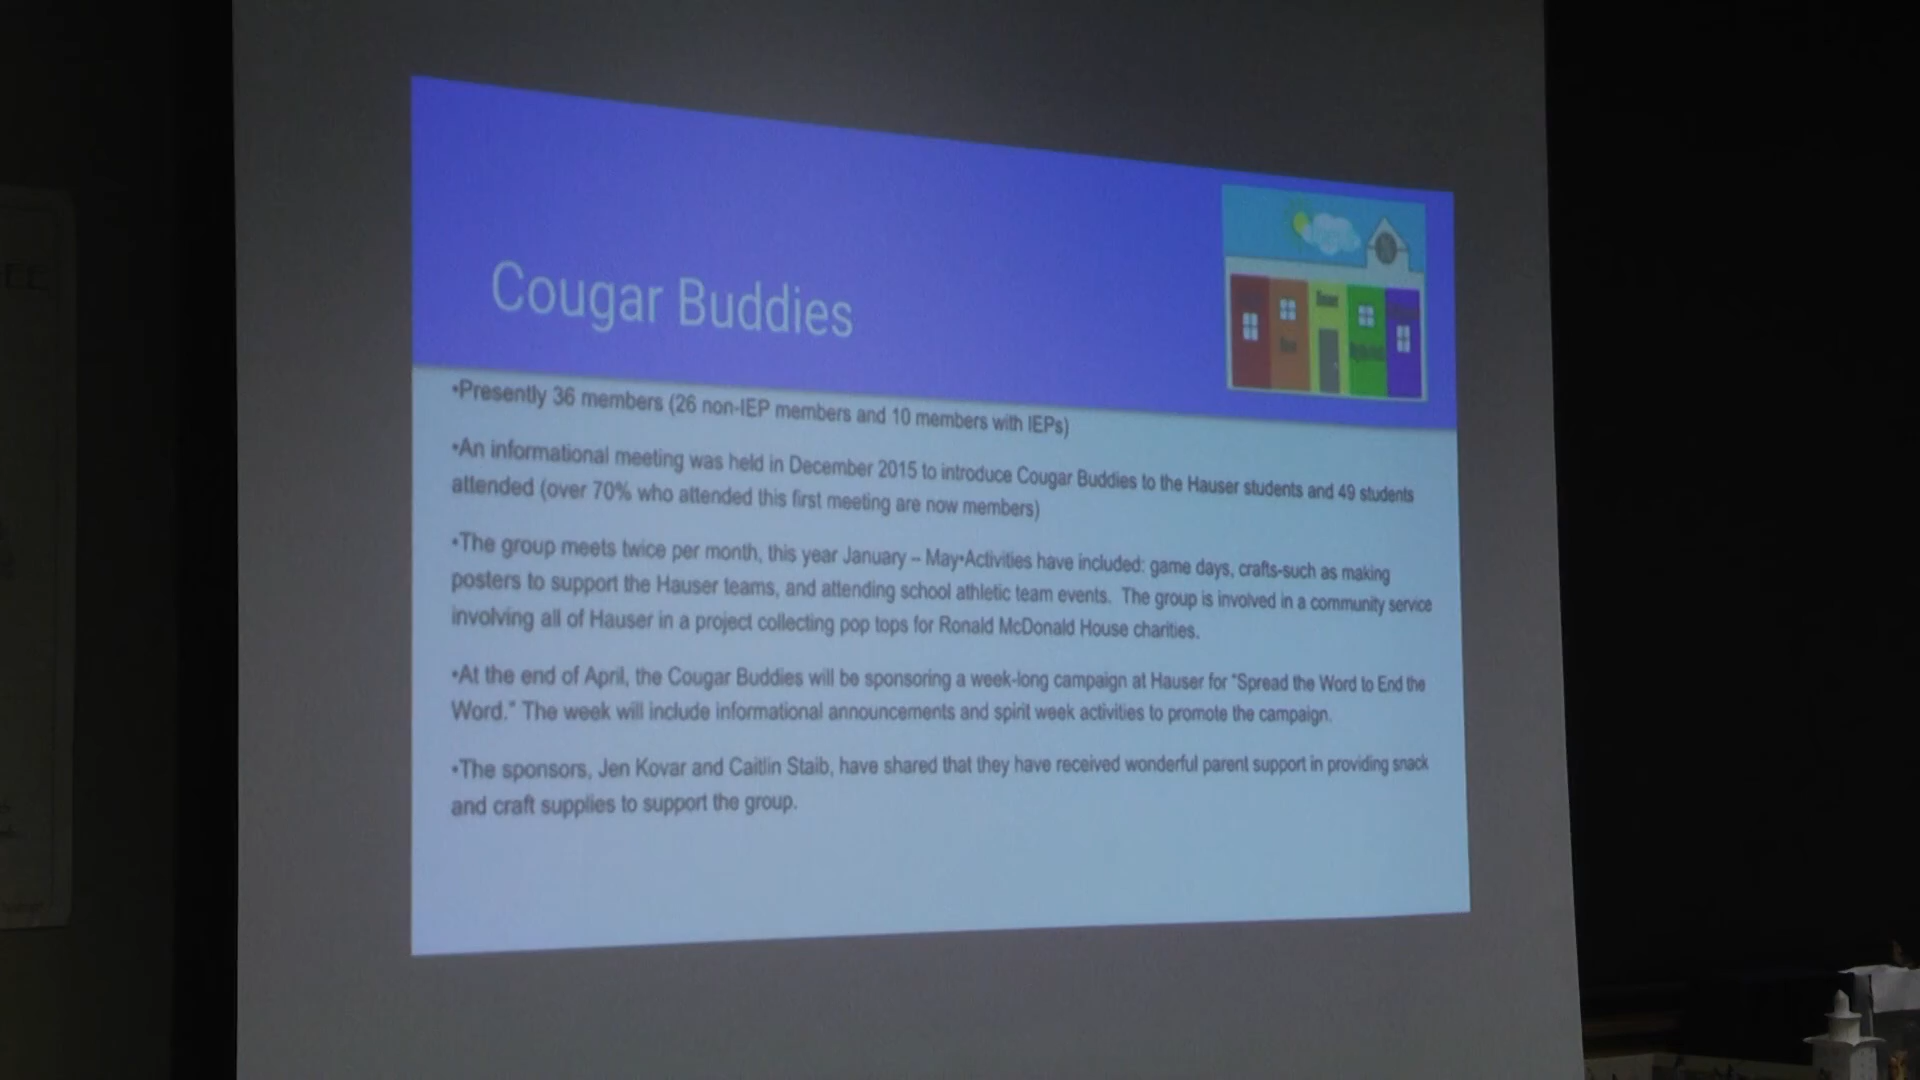 Cougar Buddies
•Presently 36 members (26 non-IEP members and 10 members with IEPs)
•An informational meeting was held in December 2015 to introduce Cougar Buddies to the Hauser students and 49 students
attended (over 70% who attended this first meeting are now members)
•The group meets twice per month, this year January – May•Activities have included: game days, crafts-such as making
posters to support the Hauser teams, and attending school athletic team events. The group is involved in a community service
involving all of Hauser in a project collecting pop tops for Ronald McDonald House charities.
•At the end of April, the Cougar Buddies will be sponsoring a week-long campaign at Hauser for "Spread the Word to End the
Word." The week will include informational announcements and spirit week activities to promote the campaign.
•The sponsors, Jen Kovar and Caitlin Staib, have shared that they have received wonderful parent support in providing snack
and craft supplies to support the group.